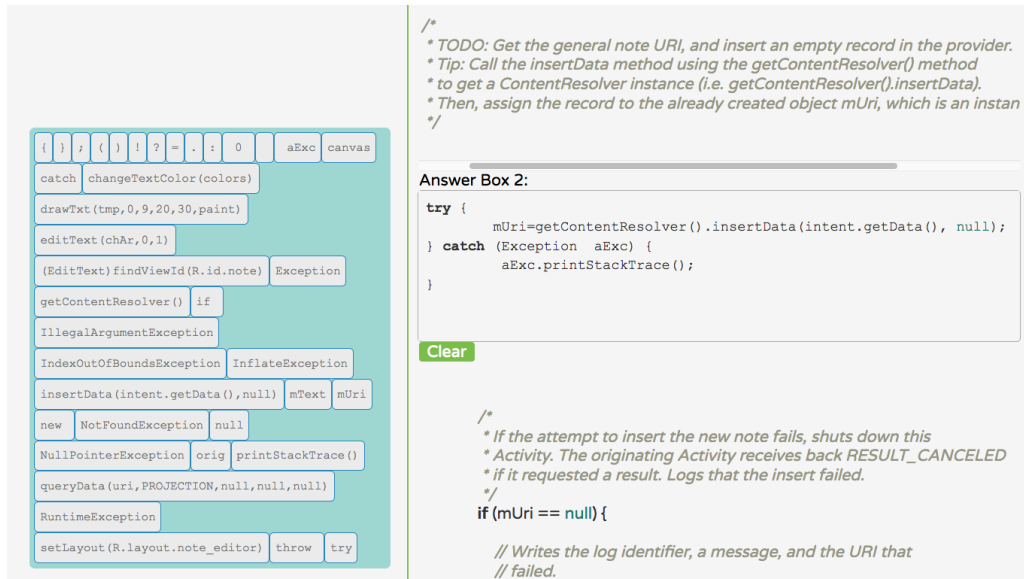 { } ; ( ) ! ? = . : 0 aExc canvas
catch changeTextColor(colors)
drawTxt(tmp,0,9,20,30,paint)
editText(chAr,0,1)
(EditText)findViewById(R.id.note) Exception
getContentResolver() if
IllegalArgumentException
IndexOutOfBoundsException InflateException
insertData(intent.getData(),null) mText mUri
new NotFoundException null
NullPointerException orig printStackTrace()
queryData(uri,PROJECTION,null,null,null)
RuntimeException
setLayout(R.layout.note_editor) throw try
/*
* TODO: Get the general note URI, and insert an empty record in the provider.
* Tip: Call the insertData method using the getContentResolver() method
* to get a ContentResolver instance (i.e. getContentResolver().insertData).
* Then, assign the record to the already created object mUri, which is an instan
*/
Answer Box 2:
try {
mUri=getContentResolver().insertData(intent.getData(), null);
} catch (Exception aExc) {
aExc.printStackTrace();
}
Clear
/*
* If the attempt to insert the new note fails, shuts down this
* Activity. The originating Activity receives back RESULT_CANCELED
* if it requested a result. Logs that the insert failed.
*/
if (mUri == null) {
// Writes the log identifier, a message, and the URI that
// failed.